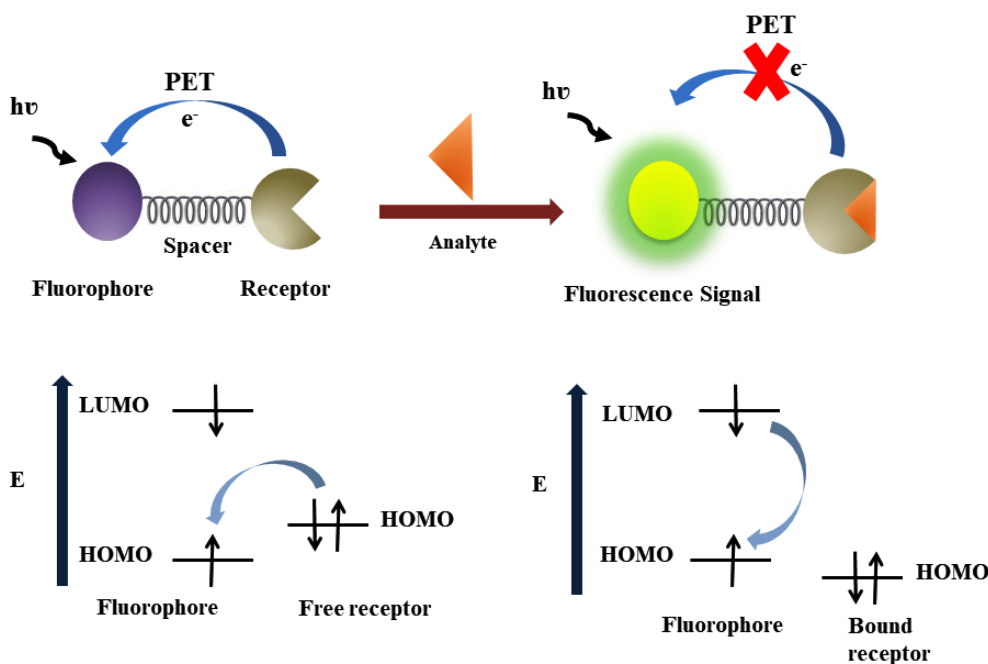 PET
e-
hυ
Spacer
Fluorophore
Receptor
Analyte
PET
e-
hυ
Fluorescence Signal
E
LUMO
HOMO
HOMO
Fluorophore
Free receptor
E
LUMO
HOMO
HOMO
Fluorophore
Bound
receptor